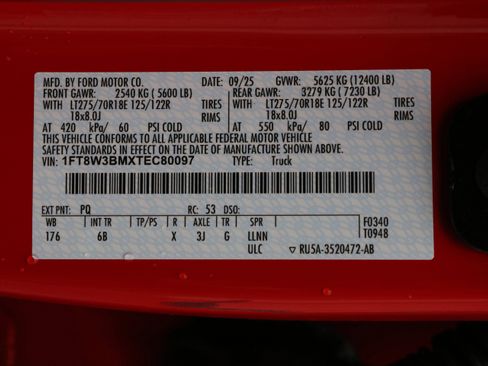 MFD. BY FORD MOTOR CO. DATE: 09/25 GVWR: 5625 KG (12400 LB)
FRONT GAWR: 2540 KG (5600 LB) REAR GAWR: 3279 KG (7230 LB)
WITH LT275/70R18E 125/122R TIRES WITH LT275/70R18E 125/122R TIRES
18x8.0J RIMS 18x8.0J RIMS
AT 420 kPa/ 60 PSI COLD AT 550 kPa/ 80 PSI COLD
THIS VEHICLE CONFORMS TO ALL APPLICABLE FEDERAL MOTOR VEHICLE
SAFETY STANDARDS IN EFFECT ON THE DATE OF MANUFACTURE SHOWN ABOVE.
VIN: 1FT8W3BMXTEC80097 TYPE: Truck
EXT PNT: PQ RC: 53 DSO:
WB INT TR TP/PS R AXLE TR SPR F0340
176 6B X 3J G LLNN T0948
ULC RU5A-3520472-AB